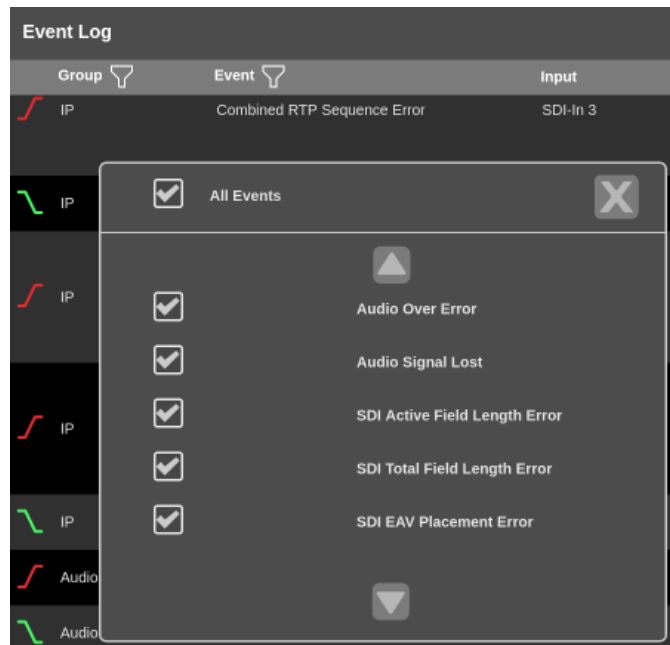 Event Log
Group Event Input
IP Combined RTP Sequence Error SDI-In 3
IP All Events X
IP Audio Over Error
Audio Signal Lost
IP SDI Active Field Length Error
SDI Total Field Length Error
IP SDI EAV Placement Error
Audio
Audio